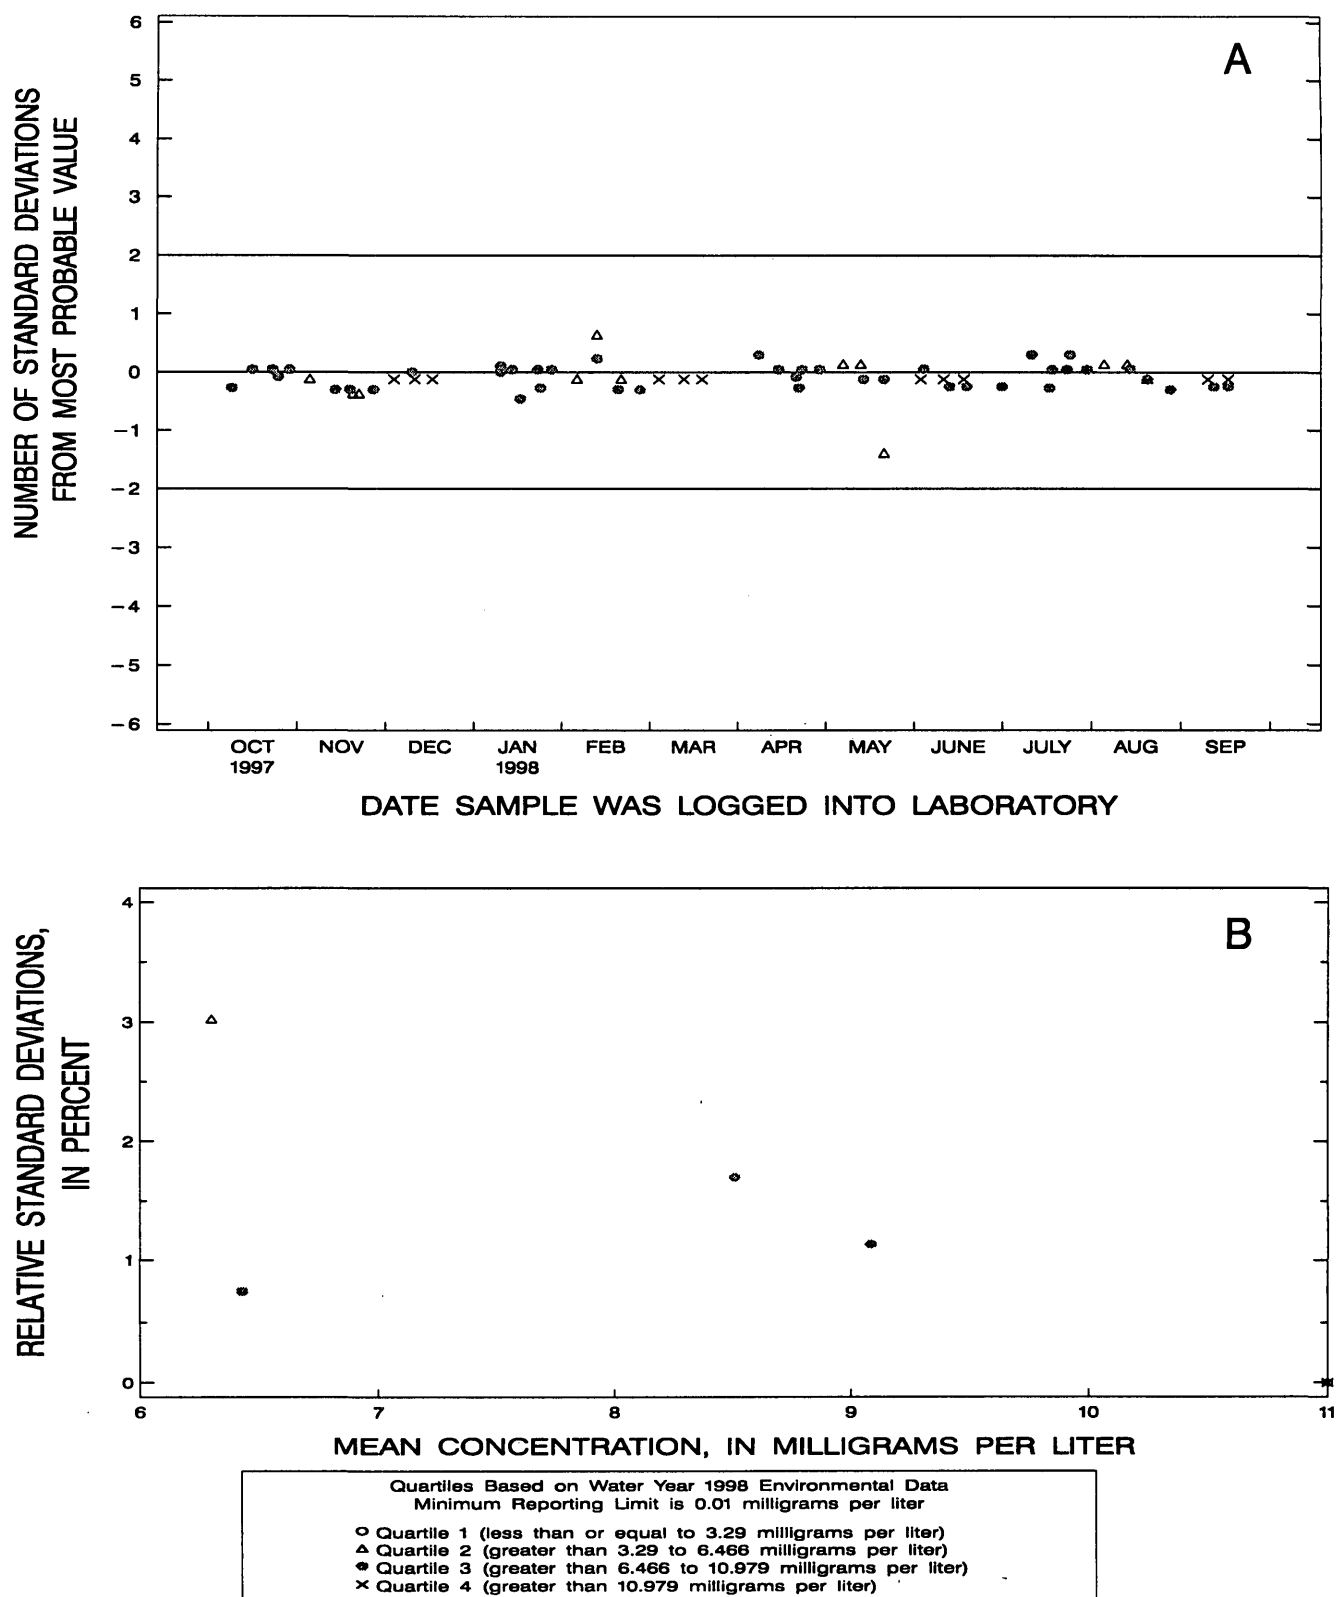 A
NUMBER OF STANDARD DEVIATIONS
FROM MOST PROBABLE VALUE
6
5
4
3
2
1
0
−1
−2
−3
−4
−5
−6
OCT NOV DEC JAN FEB MAR APR MAY JUNE JULY AUG SEP
1997 1998
DATE SAMPLE WAS LOGGED INTO LABORATORY
B
RELATIVE STANDARD DEVIATIONS,
IN PERCENT
4
3
2
1
0
6 7 8 9 10 11
MEAN CONCENTRATION, IN MILLIGRAMS PER LITER
Quartiles Based on Water Year 1998 Environmental Data
Minimum Reporting Limit is 0.01 milligrams per liter
Quartile 1 (less than or equal to 3.29 milligrams per liter)
Quartile 2 (greater than 3.29 to 6.466 milligrams per liter)
Quartile 3 (greater than 6.466 to 10.979 milligrams per liter)
Quartile 4 (greater than 10.979 milligrams per liter)